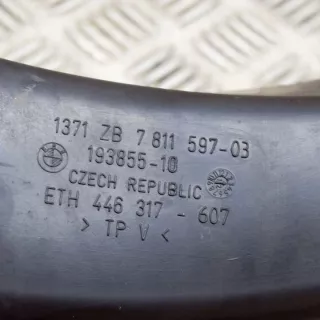 1371 ZB 7 811 597-03
193855-10
CZECH REPUBLIC
ETH 446 317 - 607
> TP V <